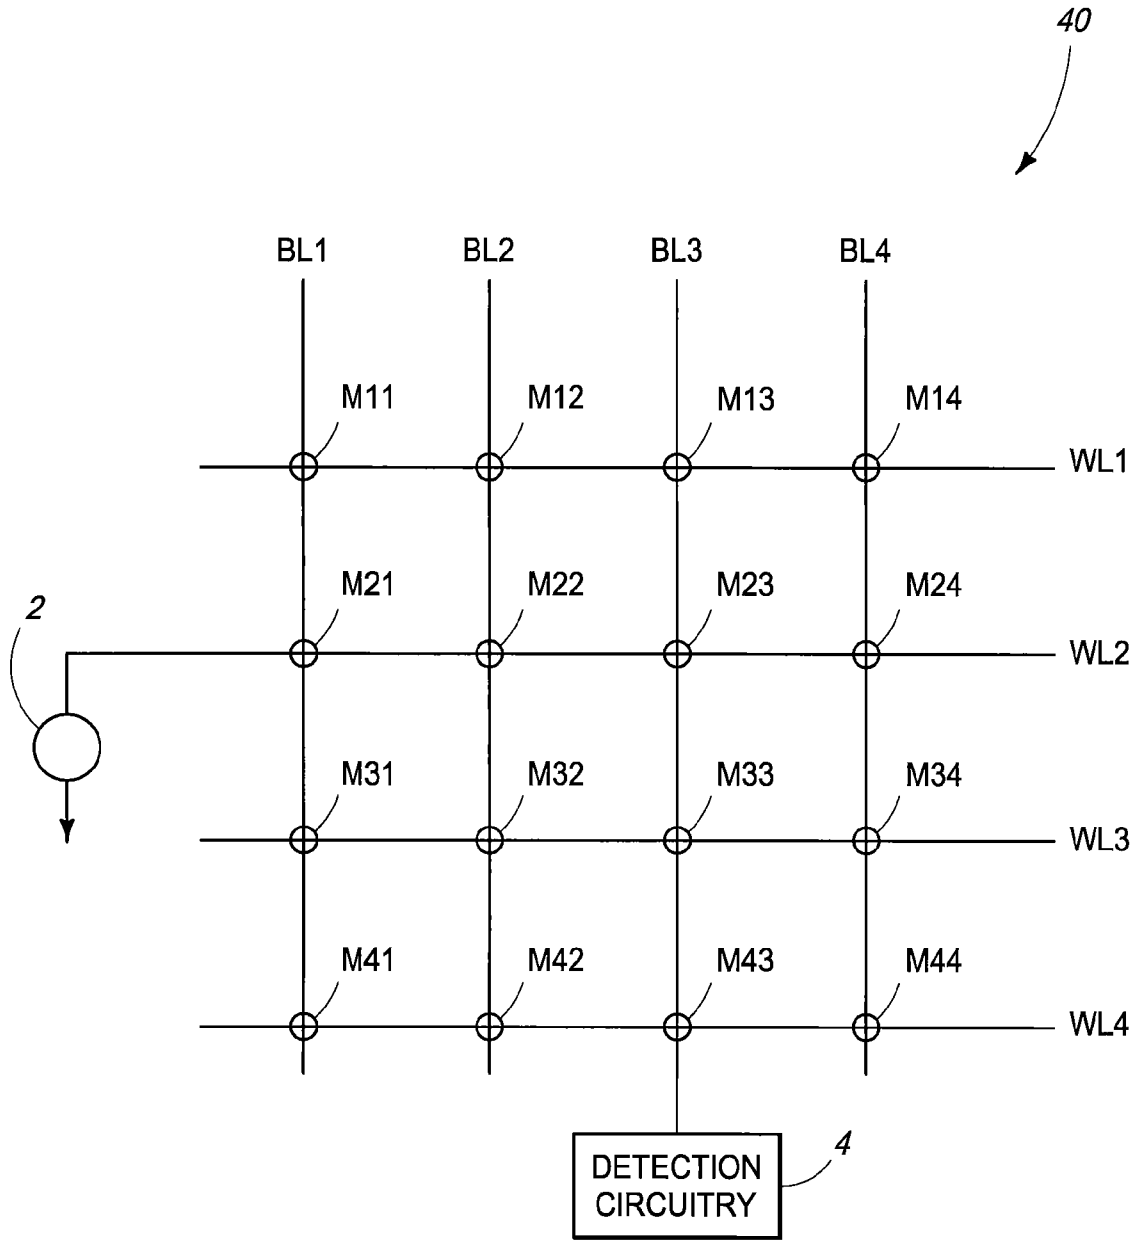 40
BL1 BL2 BL3 BL4
M11 M12 M13 M14
WL1
M21 M22 M23 M24
2
WL2
M31 M32 M33 M34
WL3
M41 M42 M43 M44
WL4
4
DETECTION
CIRCUITRY